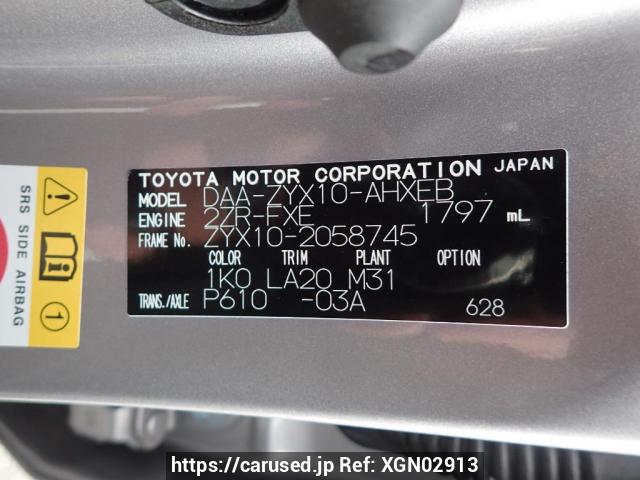 TOYOTA MOTOR CORPORATION JAPAN
MODEL DAA-ZYX10-AHXEB
ENGINE 2ZR-FXE 1797 mL
FRAME No. ZYX10-2058745
COLOR TRIM PLANT OPTION
1K0 LA20 M31
TRANS./AXLE P610 -03A 628
SRS SIDE AIRBAG
1
https://carused.jp Ref: XGN02913